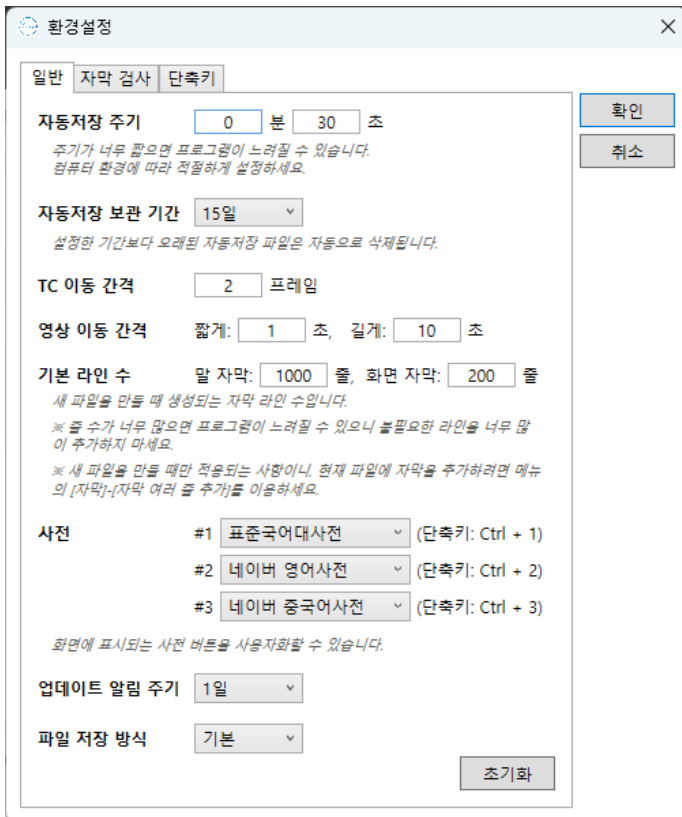 환경설정
일반 자막 검사 단축키
확인
취소
자동저장 주기 0 분 30 초
주기가 너무 짧으면 프로그램이 느려질 수 있습니다.
컴퓨터 환경에 따라 적절하게 설정하세요.
자동저장 보관 기간 15일
설정한 기간보다 오래된 자동저장 파일은 자동으로 삭제됩니다.
TC 이동 간격 2 프레임
영상 이동 간격 짧게: 1 초, 길게: 10 초
기본 라인 수 말 자막: 1000 줄, 화면 자막: 200 줄
새 파일을 만들 때 생성되는 자막 라인 수입니다.
※ 줄 수가 너무 많으면 프로그램이 느려질 수 있으니 불필요한 라인을 너무 많
이 추가하지 마세요.
※ 새 파일을 만들 때만 적용되는 사항이니, 현재 파일에 자막을 추가하려면 메뉴
의 [자막]-[자막 여러 줄 추가]를 이용하세요.
사전 #1 표준국어대사전 (단축키: Ctrl + 1)
#2 네이버 영어사전 (단축키: Ctrl + 2)
#3 네이버 중국어사전 (단축키: Ctrl + 3)
화면에 표시되는 사전 버튼을 사용자화할 수 있습니다.
업데이트 알림 주기 1일
파일 저장 방식 기본
초기화